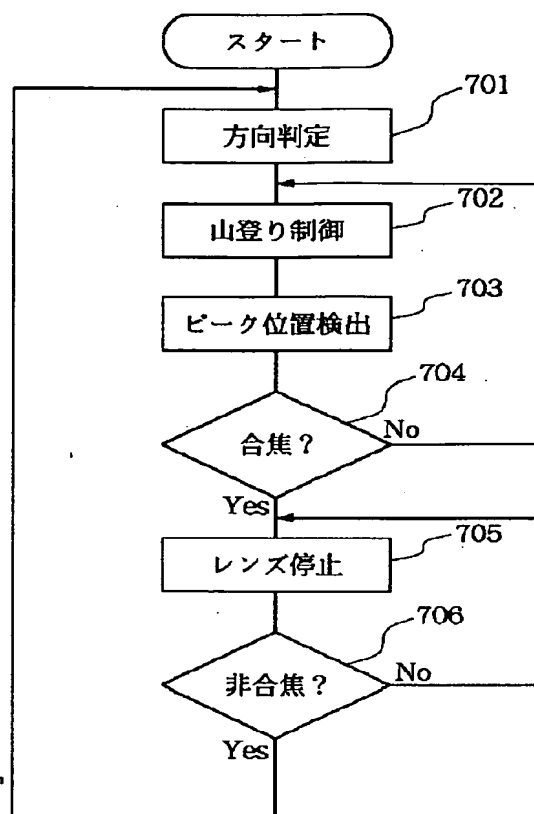 スタート
701
方向判定
702
山登り制御
703
ピーク位置検出
704
合焦？
No
Yes
705
レンズ停止
706
非合焦？
No
Yes